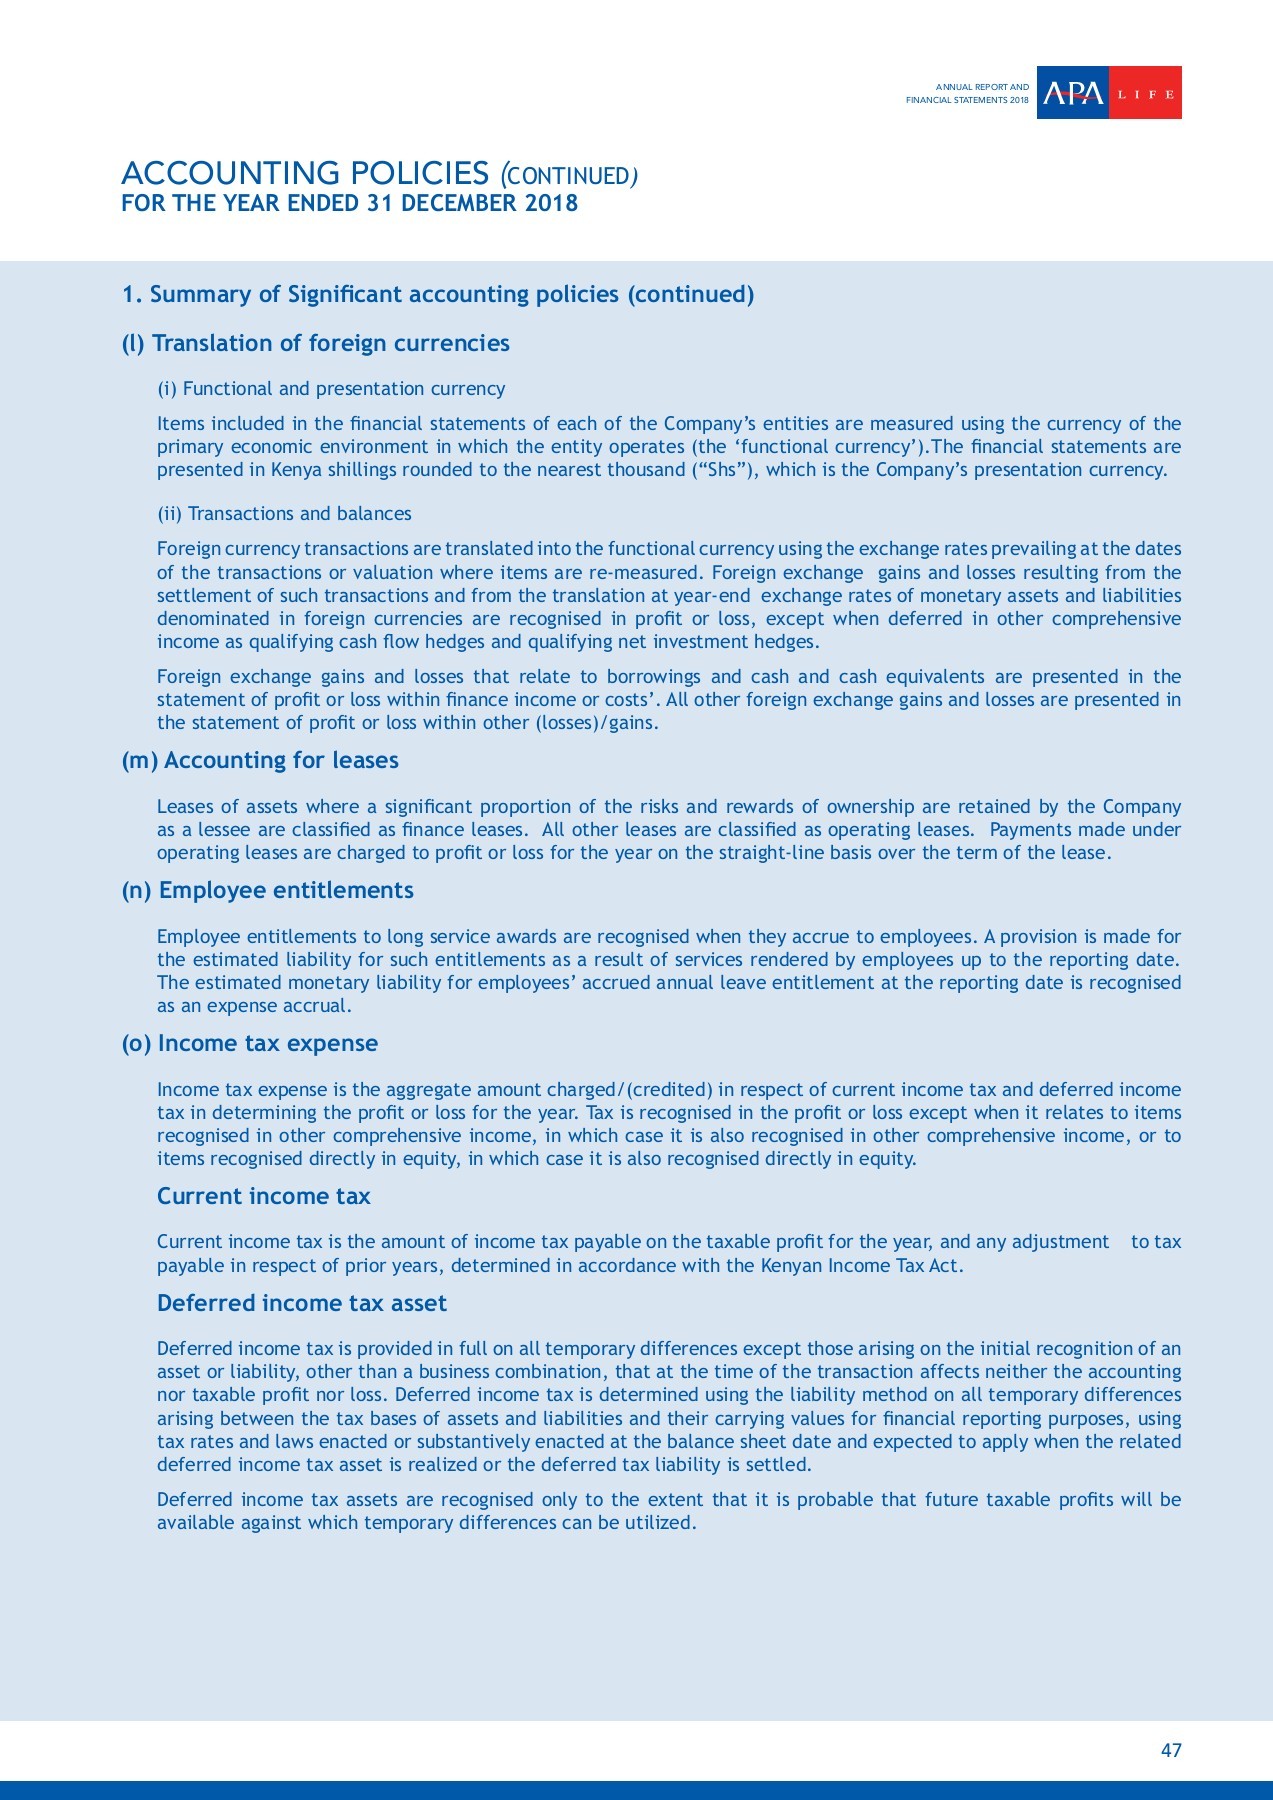 ANNUAL REPORT AND
FINANCIAL STATEMENTS 2018
APA LIFE
ACCOUNTING POLICIES (CONTINUED)
FOR THE YEAR ENDED 31 DECEMBER 2018
1. Summary of Significant accounting policies (continued)
(l) Translation of foreign currencies
(i) Functional and presentation currency
Items included in the financial statements of each of the Company’s entities are measured using the currency of the
primary economic environment in which the entity operates (the ‘functional currency’).The financial statements are
presented in Kenya shillings rounded to the nearest thousand (“Shs”), which is the Company’s presentation currency.
(ii) Transactions and balances
Foreign currency transactions are translated into the functional currency using the exchange rates prevailing at the dates
of the transactions or valuation where items are re-measured. Foreign exchange gains and losses resulting from the
settlement of such transactions and from the translation at year-end exchange rates of monetary assets and liabilities
denominated in foreign currencies are recognised in profit or loss, except when deferred in other comprehensive
income as qualifying cash flow hedges and qualifying net investment hedges.
Foreign exchange gains and losses that relate to borrowings and cash and cash equivalents are presented in the
statement of profit or loss within finance income or costs’. All other foreign exchange gains and losses are presented in
the statement of profit or loss within other (losses)/gains.
(m) Accounting for leases
Leases of assets where a significant proportion of the risks and rewards of ownership are retained by the Company
as a lessee are classified as finance leases. All other leases are classified as operating leases. Payments made under
operating leases are charged to profit or loss for the year on the straight-line basis over the term of the lease.
(n) Employee entitlements
Employee entitlements to long service awards are recognised when they accrue to employees. A provision is made for
the estimated liability for such entitlements as a result of services rendered by employees up to the reporting date.
The estimated monetary liability for employees’ accrued annual leave entitlement at the reporting date is recognised
as an expense accrual.
(o) Income tax expense
Income tax expense is the aggregate amount charged/(credited) in respect of current income tax and deferred income
tax in determining the profit or loss for the year. Tax is recognised in the profit or loss except when it relates to items
recognised in other comprehensive income, in which case it is also recognised in other comprehensive income, or to
items recognised directly in equity, in which case it is also recognised directly in equity.
Current income tax
Current income tax is the amount of income tax payable on the taxable profit for the year, and any adjustment to tax
payable in respect of prior years, determined in accordance with the Kenyan Income Tax Act.
Deferred income tax asset
Deferred income tax is provided in full on all temporary differences except those arising on the initial recognition of an
asset or liability, other than a business combination, that at the time of the transaction affects neither the accounting
nor taxable profit nor loss. Deferred income tax is determined using the liability method on all temporary differences
arising between the tax bases of assets and liabilities and their carrying values for financial reporting purposes, using
tax rates and laws enacted or substantively enacted at the balance sheet date and expected to apply when the related
deferred income tax asset is realized or the deferred tax liability is settled.
Deferred income tax assets are recognised only to the extent that it is probable that future taxable profits will be
available against which temporary differences can be utilized.
47